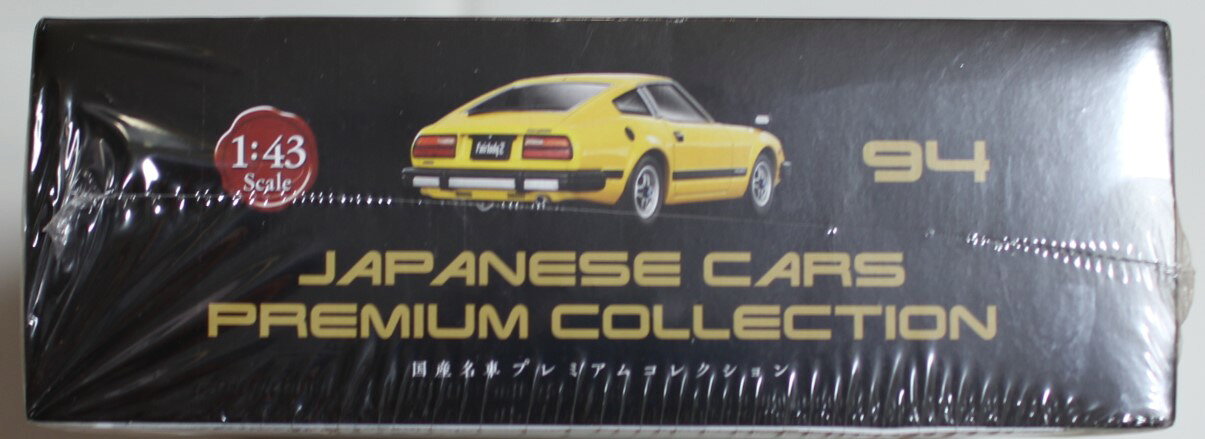 1:43
Scale
Fairlady Z
94
JAPANESE CARS
PREMIUM COLLECTION
国産名車プレミアムコレクション